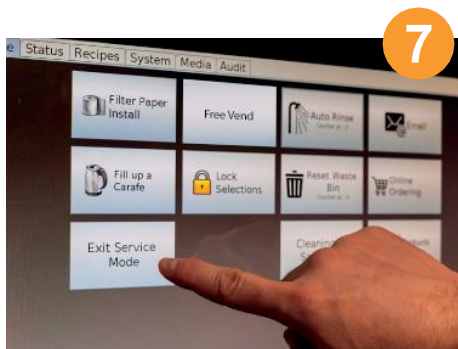 7
e Status Recipes System Media Audit
Filter Paper
Install
Free Vend
Auto Rinse
Email
Fill up a
Carafe
Lock
Selections
Reset Waste
Bin
Online
Ordering
Exit Service
Mode
Cleaning